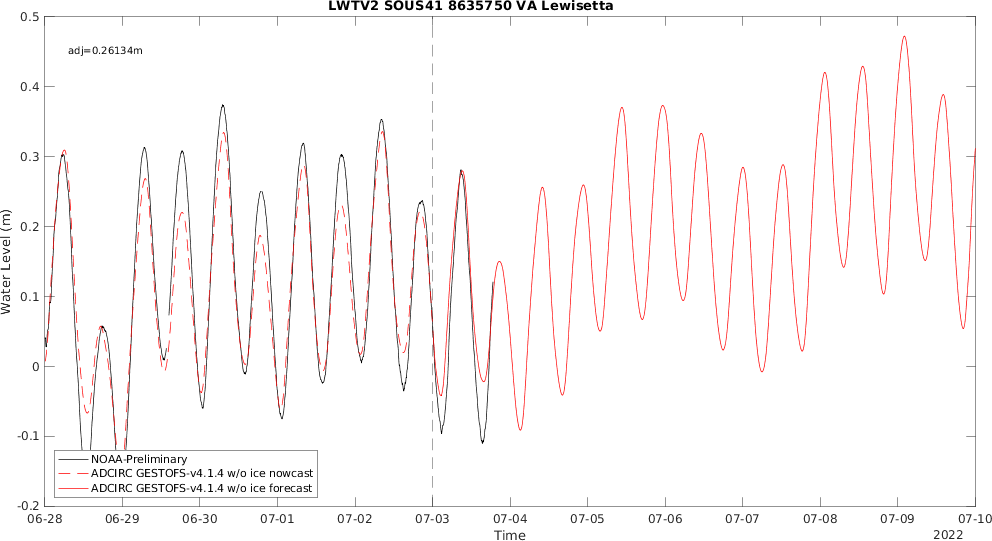 LWTV2 SOUS41 8635750 VA Lewisetta
adj=0.26134m
Water Level (m)
0.5
0.4
0.3
0.2
0.1
0
-0.1
-0.2
NOAA-Preliminary
ADCIRC GESTOFS-v4.1.4 w/o ice nowcast
ADCIRC GESTOFS-v4.1.4 w/o ice forecast
06-28 06-29 06-30 07-01 07-02 07-03 07-04 07-05 07-06 07-07 07-08 07-09 07-10
Time
2022